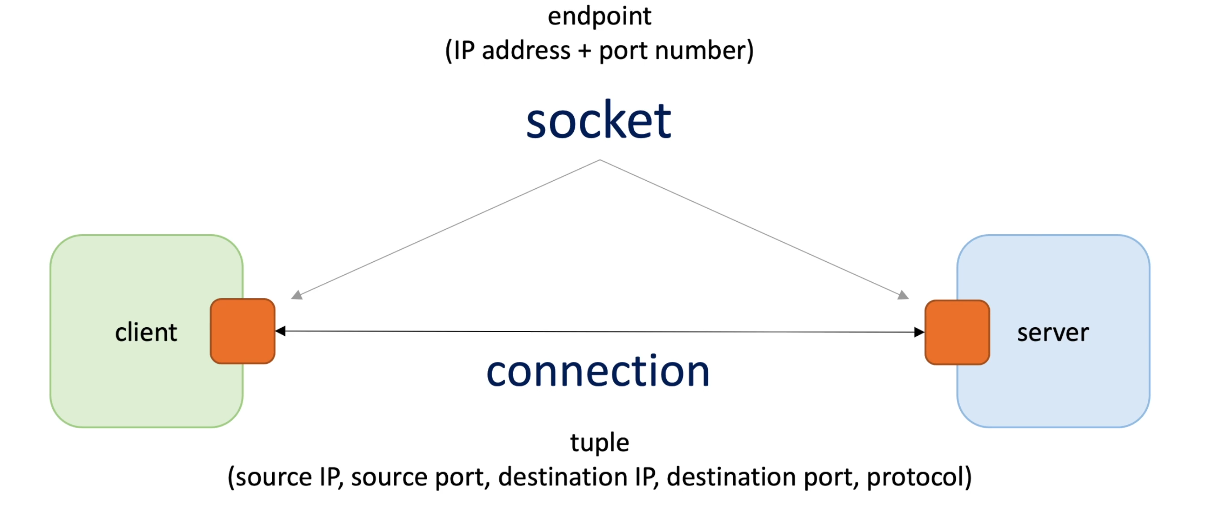 endpoint
(IP address + port number)
socket
client
server
connection
tuple
(source IP, source port, destination IP, destination port, protocol)